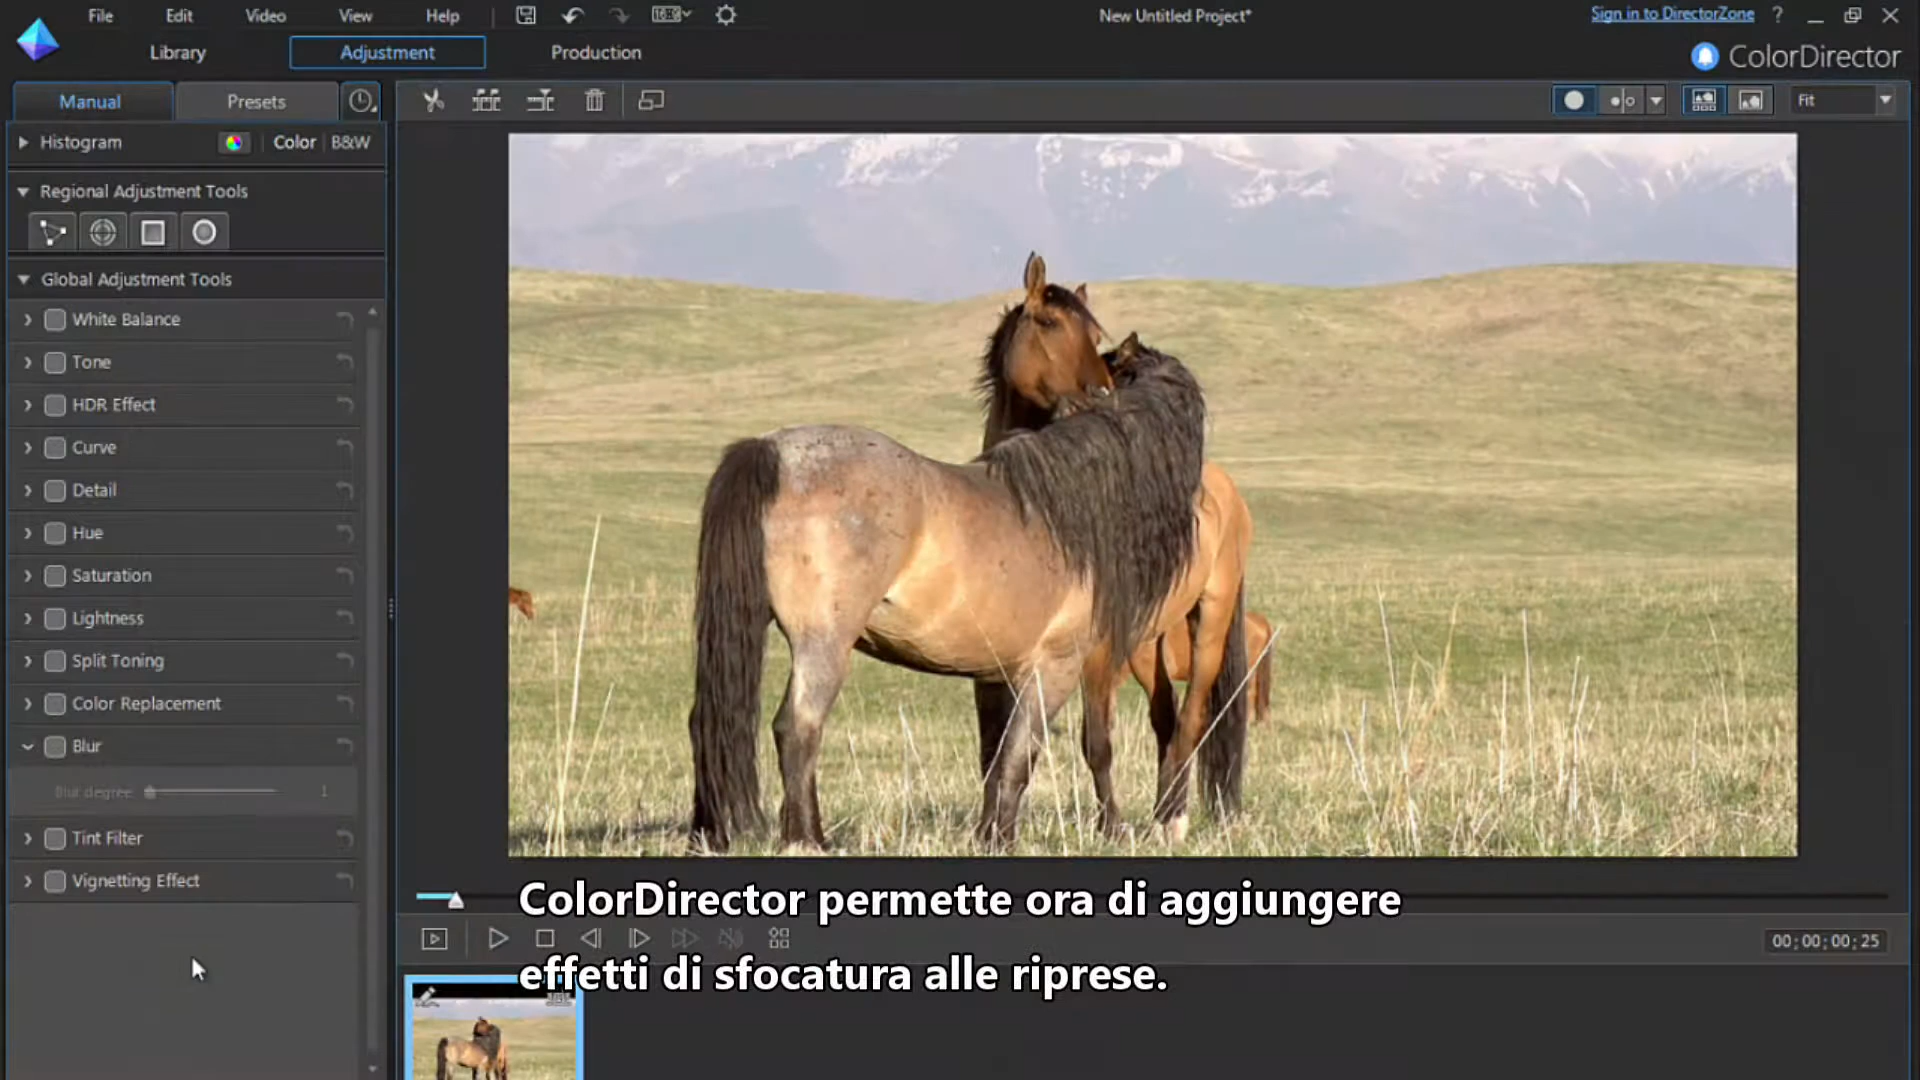 File Edit Video View Help
New Untitled Project*
Sign in to DirectorZone ?
Library Adjustment Production
ColorDirector
Manual Presets
Fit
Histogram Color B&W
Regional Adjustment Tools
Global Adjustment Tools
White Balance
Tone
HDR Effect
Curve
Detail
Hue
Saturation
Lightness
Split Toning
Color Replacement
Blur
Blur degree 1
Tint Filter
Vignetting Effect
ColorDirector permette ora di aggiungere
effetti di sfocatura alle riprese.
00;00;00;25